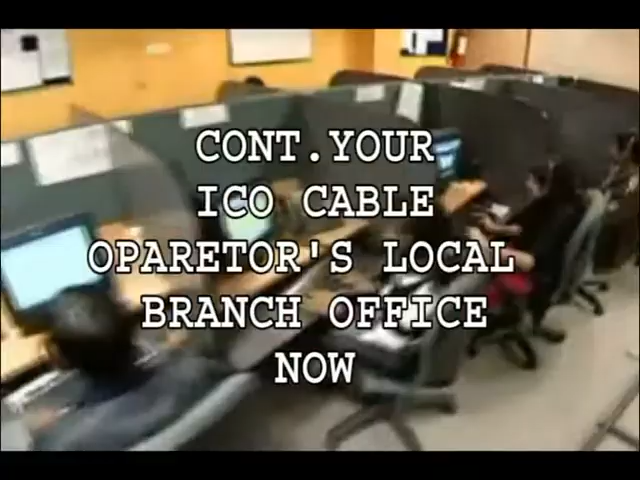 CONT.YOUR
ICO CABLE
OPARETOR'S LOCAL
BRANCH OFFICE
NOW